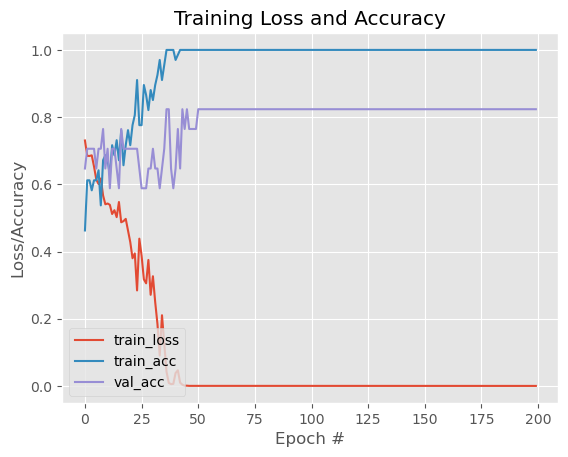 Training Loss and Accuracy
Loss/Accuracy
1.0
0.8
0.6
0.4
0.2
0.0
train_loss
train_acc
val_acc
0 25 50 75 100 125 150 175 200
Epoch #